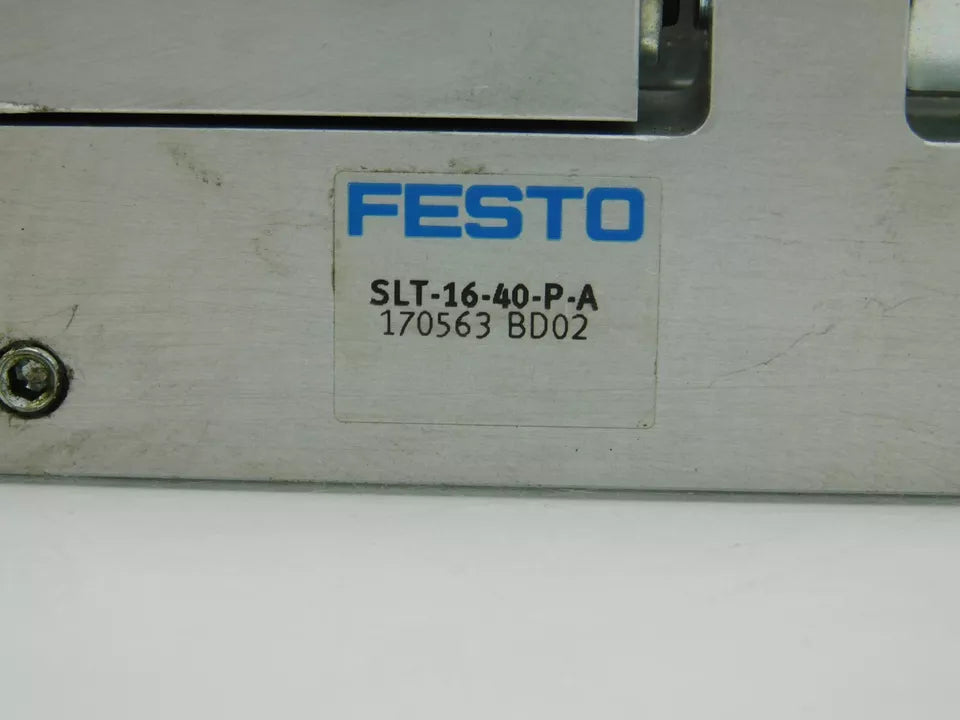 FESTO
SLT-16-40-P-A
170563 BD02